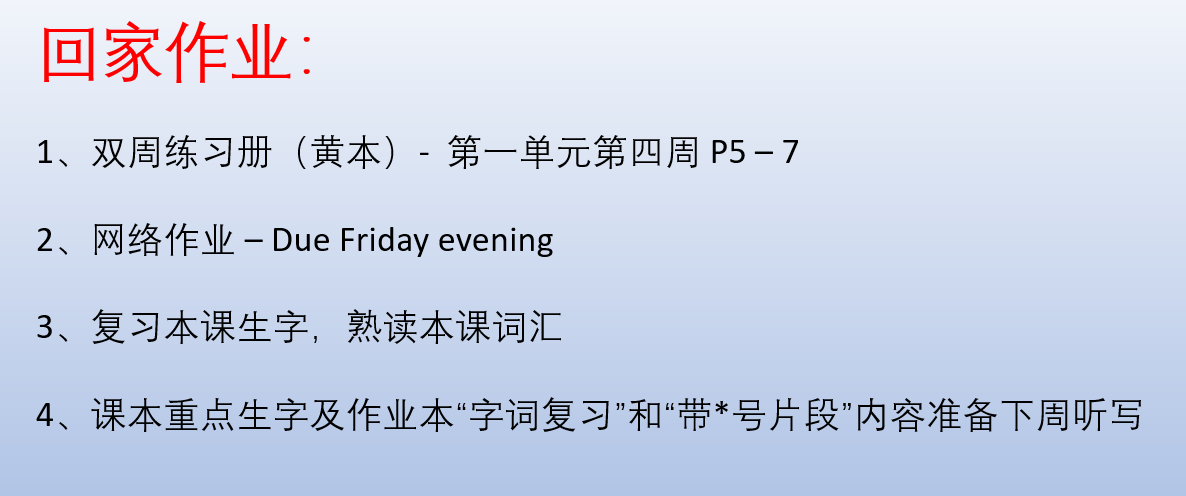 回家作业：
1、双周练习册（黄本）- 第一单元第四周 P5 – 7
2、网络作业 – Due Friday evening
3、复习本课生字，熟读本课词汇
4、课本重点生字及作业本“字词复习”和“带*号片段”内容准备下周听写